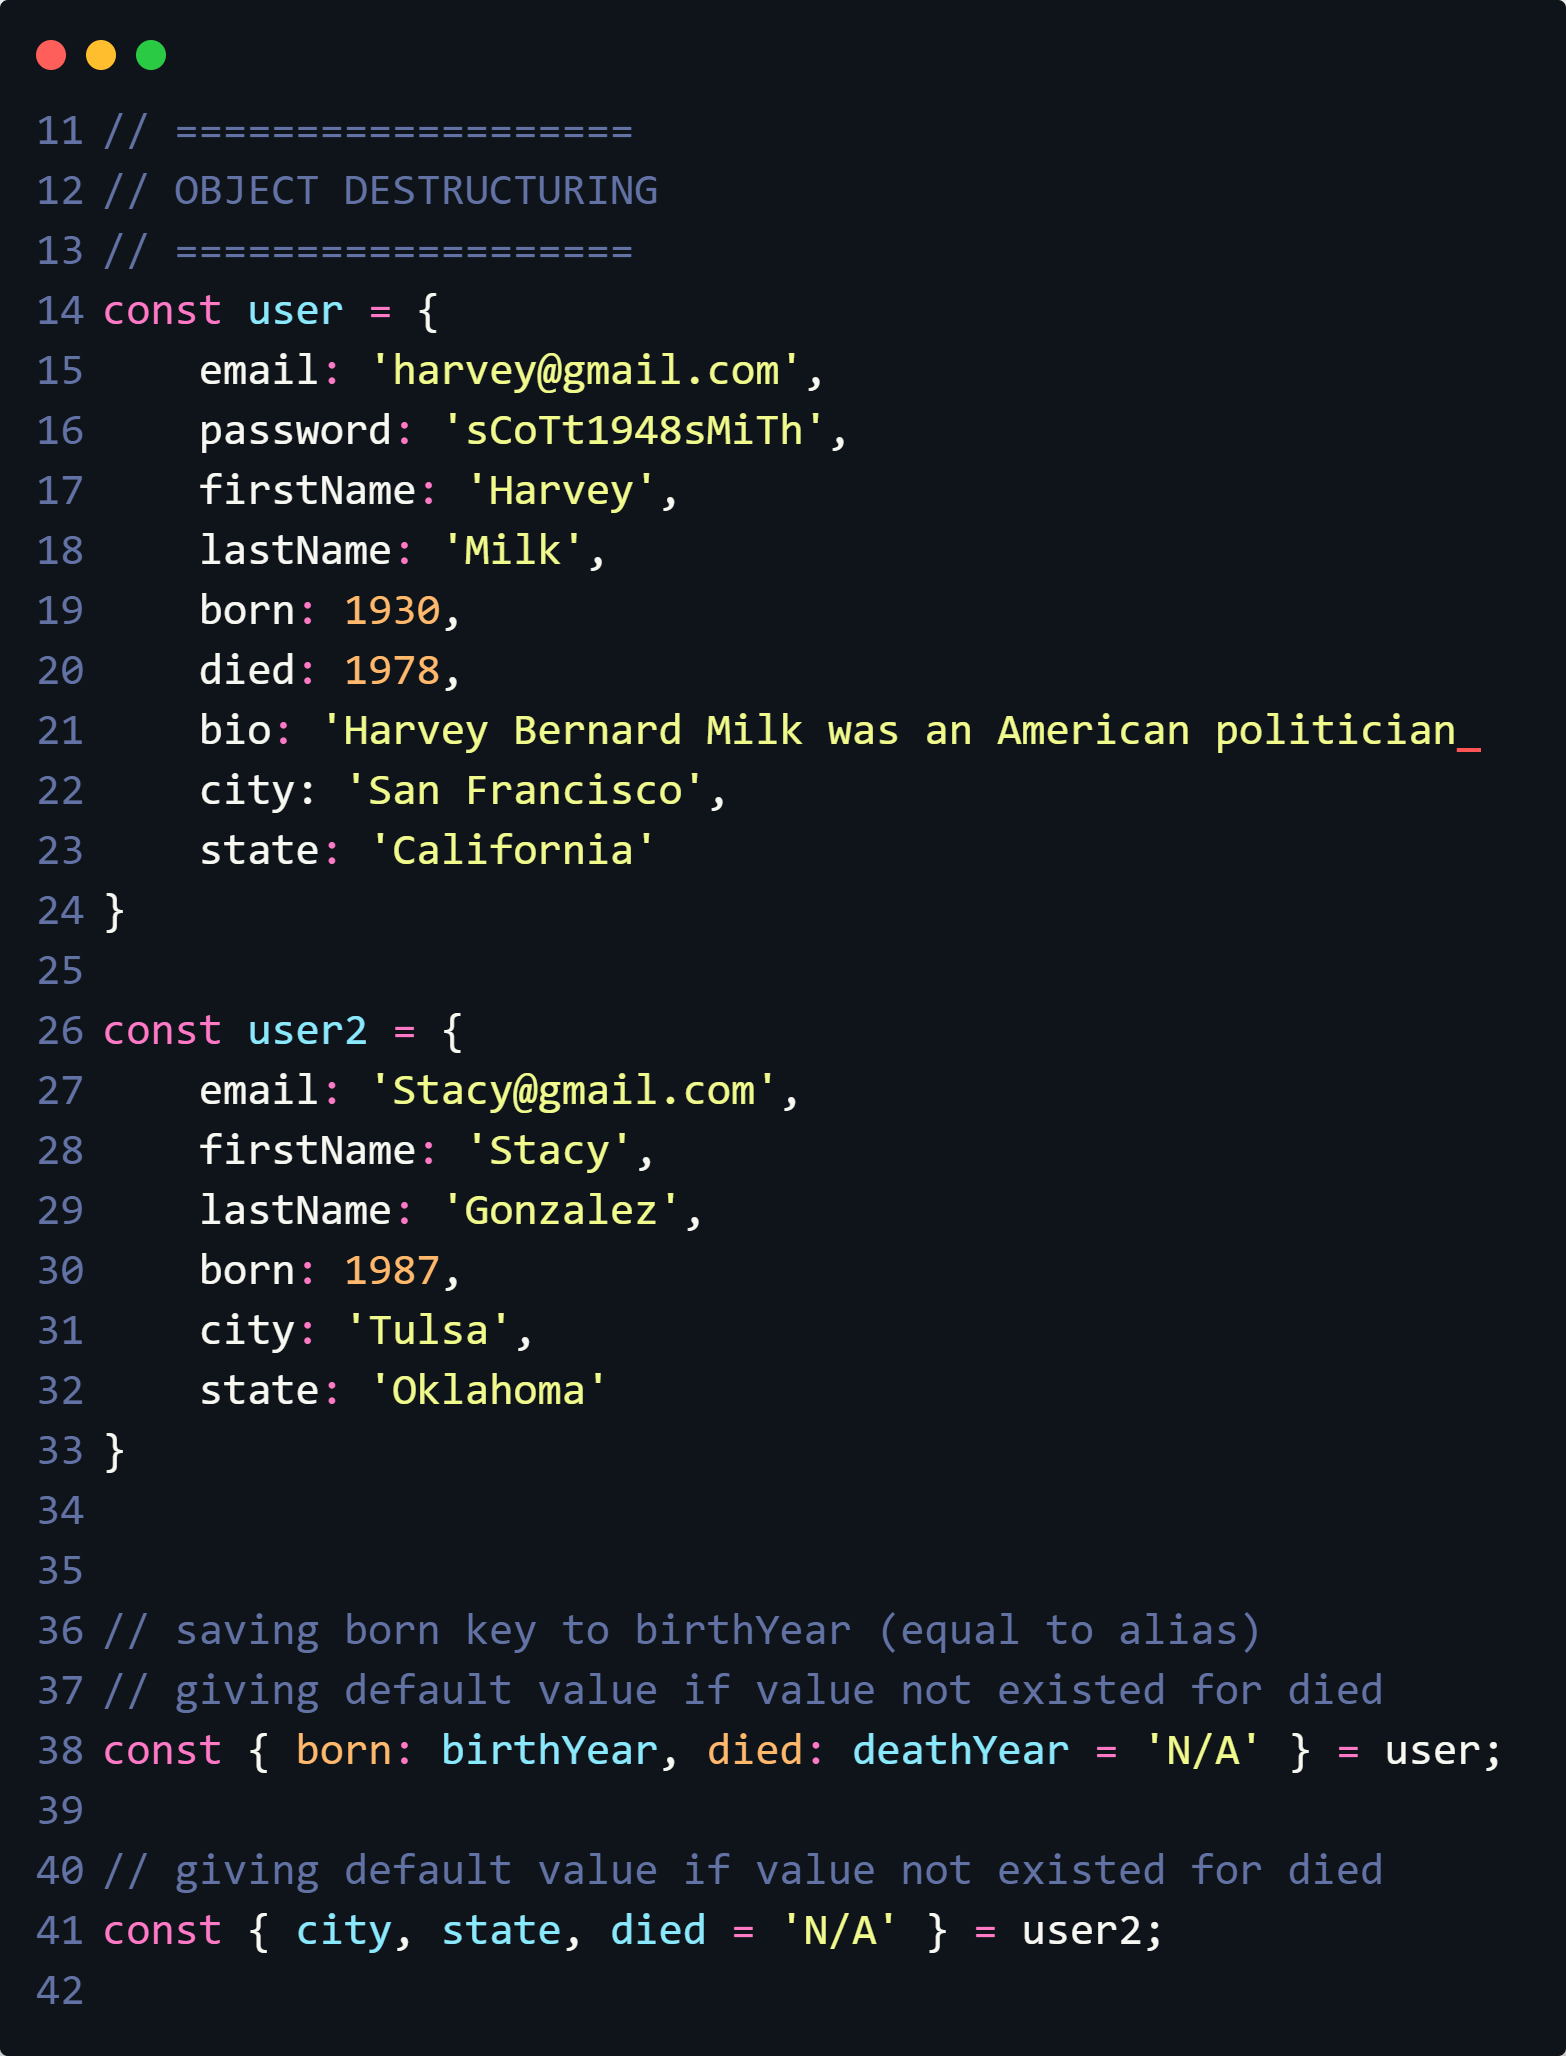 11 // ===================
12 // OBJECT DESTRUCTURING
13 // ===================
14 const user = {
15     email: 'harvey@gmail.com',
16     password: 'sCoTt1948sMiTh',
17     firstName: 'Harvey',
18     lastName: 'Milk',
19     born: 1930,
20     died: 1978,
21     bio: 'Harvey Bernard Milk was an American politician_
22     city: 'San Francisco',
23     state: 'California'
24 }
25
26 const user2 = {
27     email: 'Stacy@gmail.com',
28     firstName: 'Stacy',
29     lastName: 'Gonzalez',
30     born: 1987,
31     city: 'Tulsa',
32     state: 'Oklahoma'
33 }
34
35
36 // saving born key to birthYear (equal to alias)
37 // giving default value if value not existed for died
38 const { born: birthYear, died: deathYear = 'N/A' } = user;
39
40 // giving default value if value not existed for died
41 const { city, state, died = 'N/A' } = user2;
42